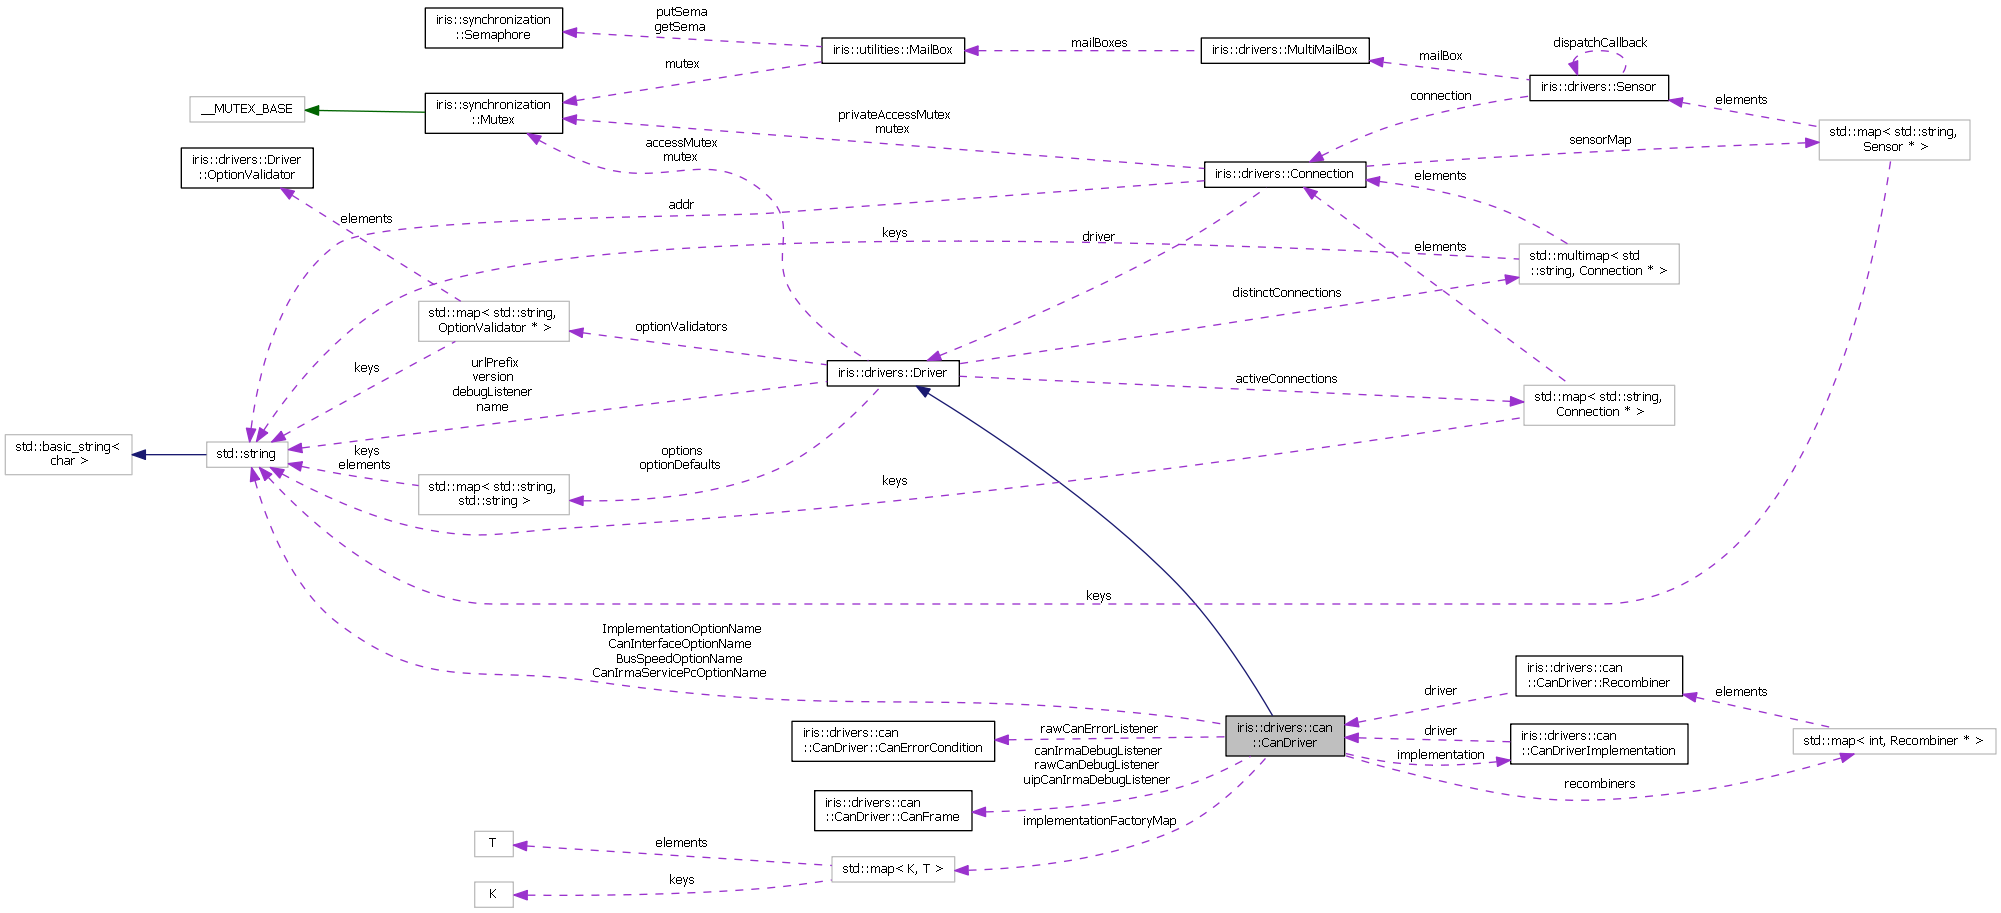 putSema
getSema
iris::synchronization
::Semaphore
mailBoxes
iris::utilities::MailBox
iris::drivers::MultiMailBox
dispatchCallback
mailBox
mutex
iris::drivers::Sensor
connection
elements
__MUTEX_BASE
iris::synchronization
::Mutex
privateAccessMutex
mutex
std::map< std::string,
Sensor * >
sensorMap
accessMutex
mutex
iris::drivers::Driver
::OptionValidator
iris::drivers::Connection
elements
addr
elements
keys
driver
elements
std::multimap< std
::string, Connection * >
distinctConnections
std::map< std::string,
OptionValidator * >
optionValidators
keys
urlPrefix
version
debugListener
name
iris::drivers::Driver
activeConnections
std::map< std::string,
Connection * >
std::basic_string<
char >
std::string
keys
elements
options
optionDefaults
std::map< std::string,
std::string >
keys
keys
ImplementationOptionName
CanInterfaceOptionName
BusSpeedOptionName
CanIrmaServicePcOptionName
iris::drivers::can
::CanDriver::Recombiner
driver
elements
iris::drivers::can
::CanDriver::CanErrorCondition
rawCanErrorListener
iris::drivers::can
::CanDriver
driver
iris::drivers::can
::CanDriverImplementation
std::map< int, Recombiner * >
canIrmaDebugListener
rawCanDebugListener
uipCanIrmaDebugListener
implementation
recombiners
iris::drivers::can
::CanDriver::CanFrame
implementationFactoryMap
T
elements
std::map< K, T >
keys
K